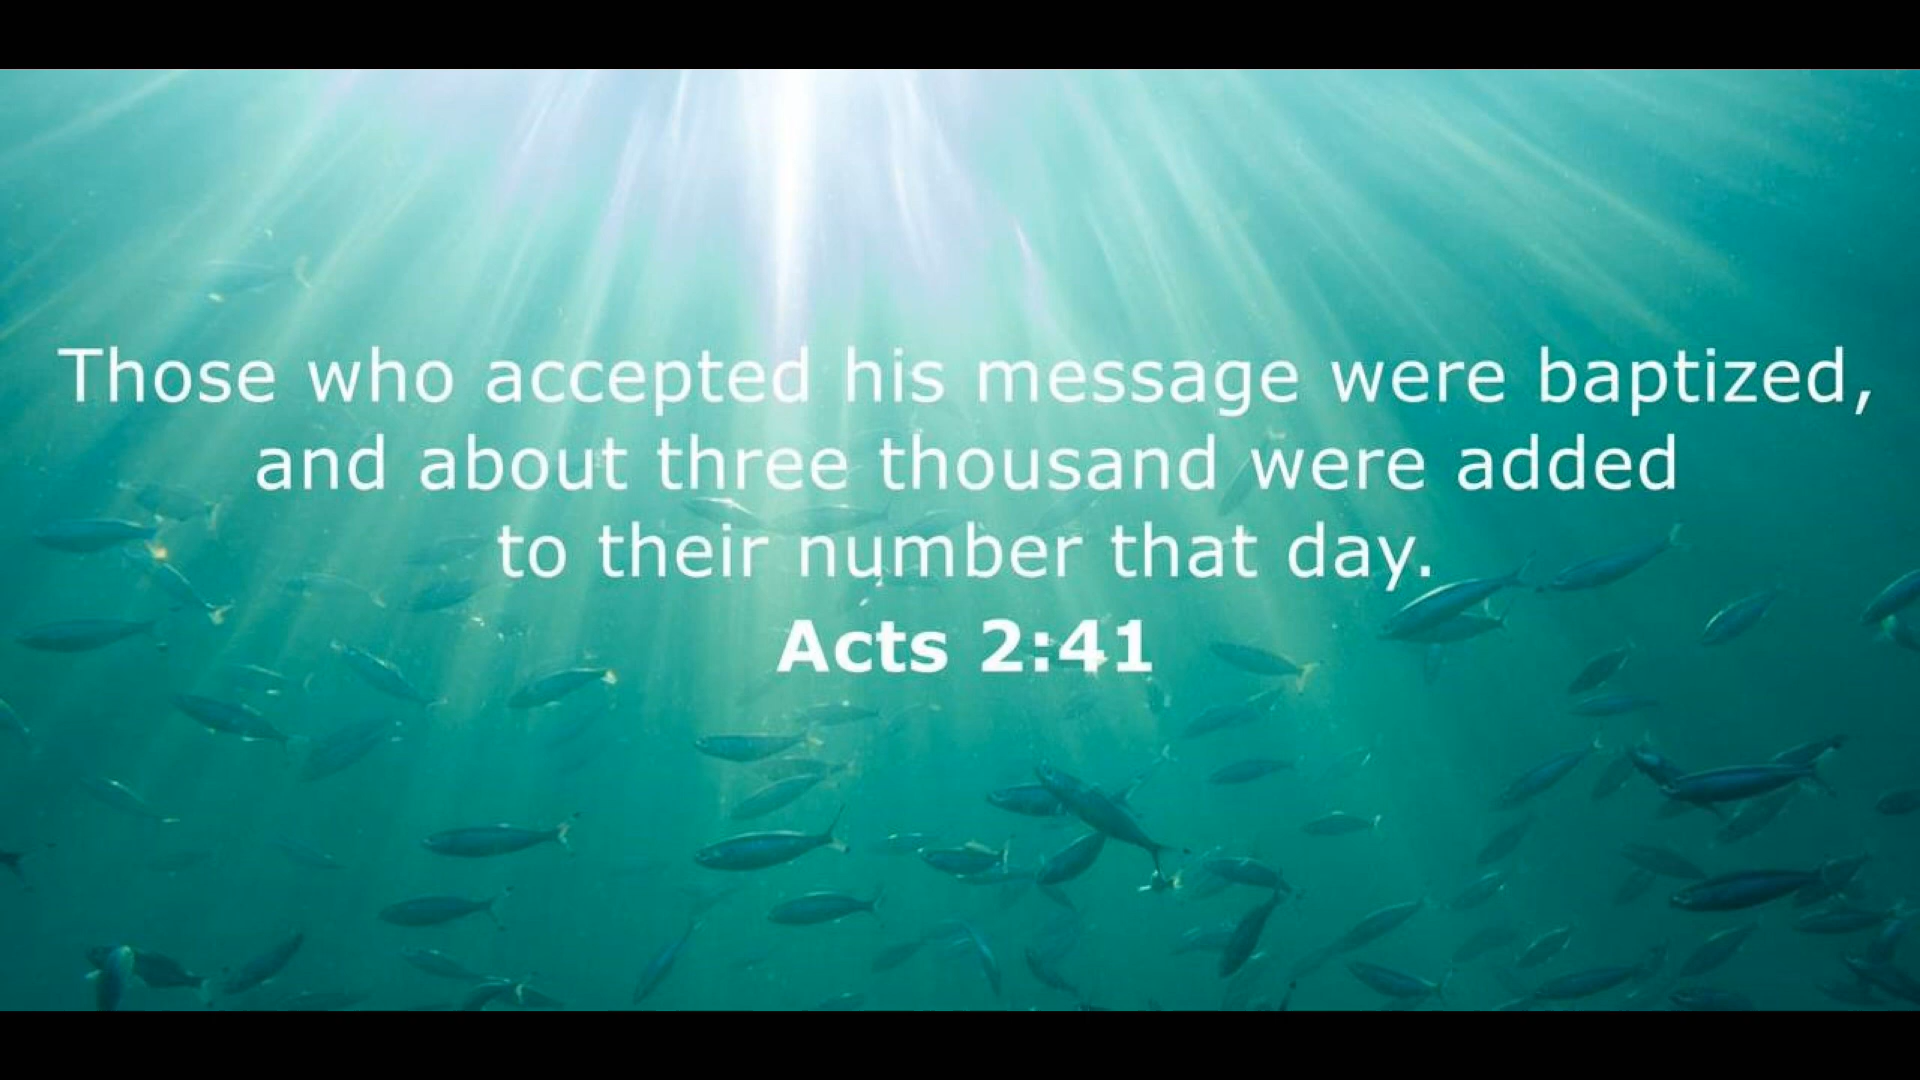 Those who accepted his message were baptized,
and about three thousand were added
to their number that day.
Acts 2:41